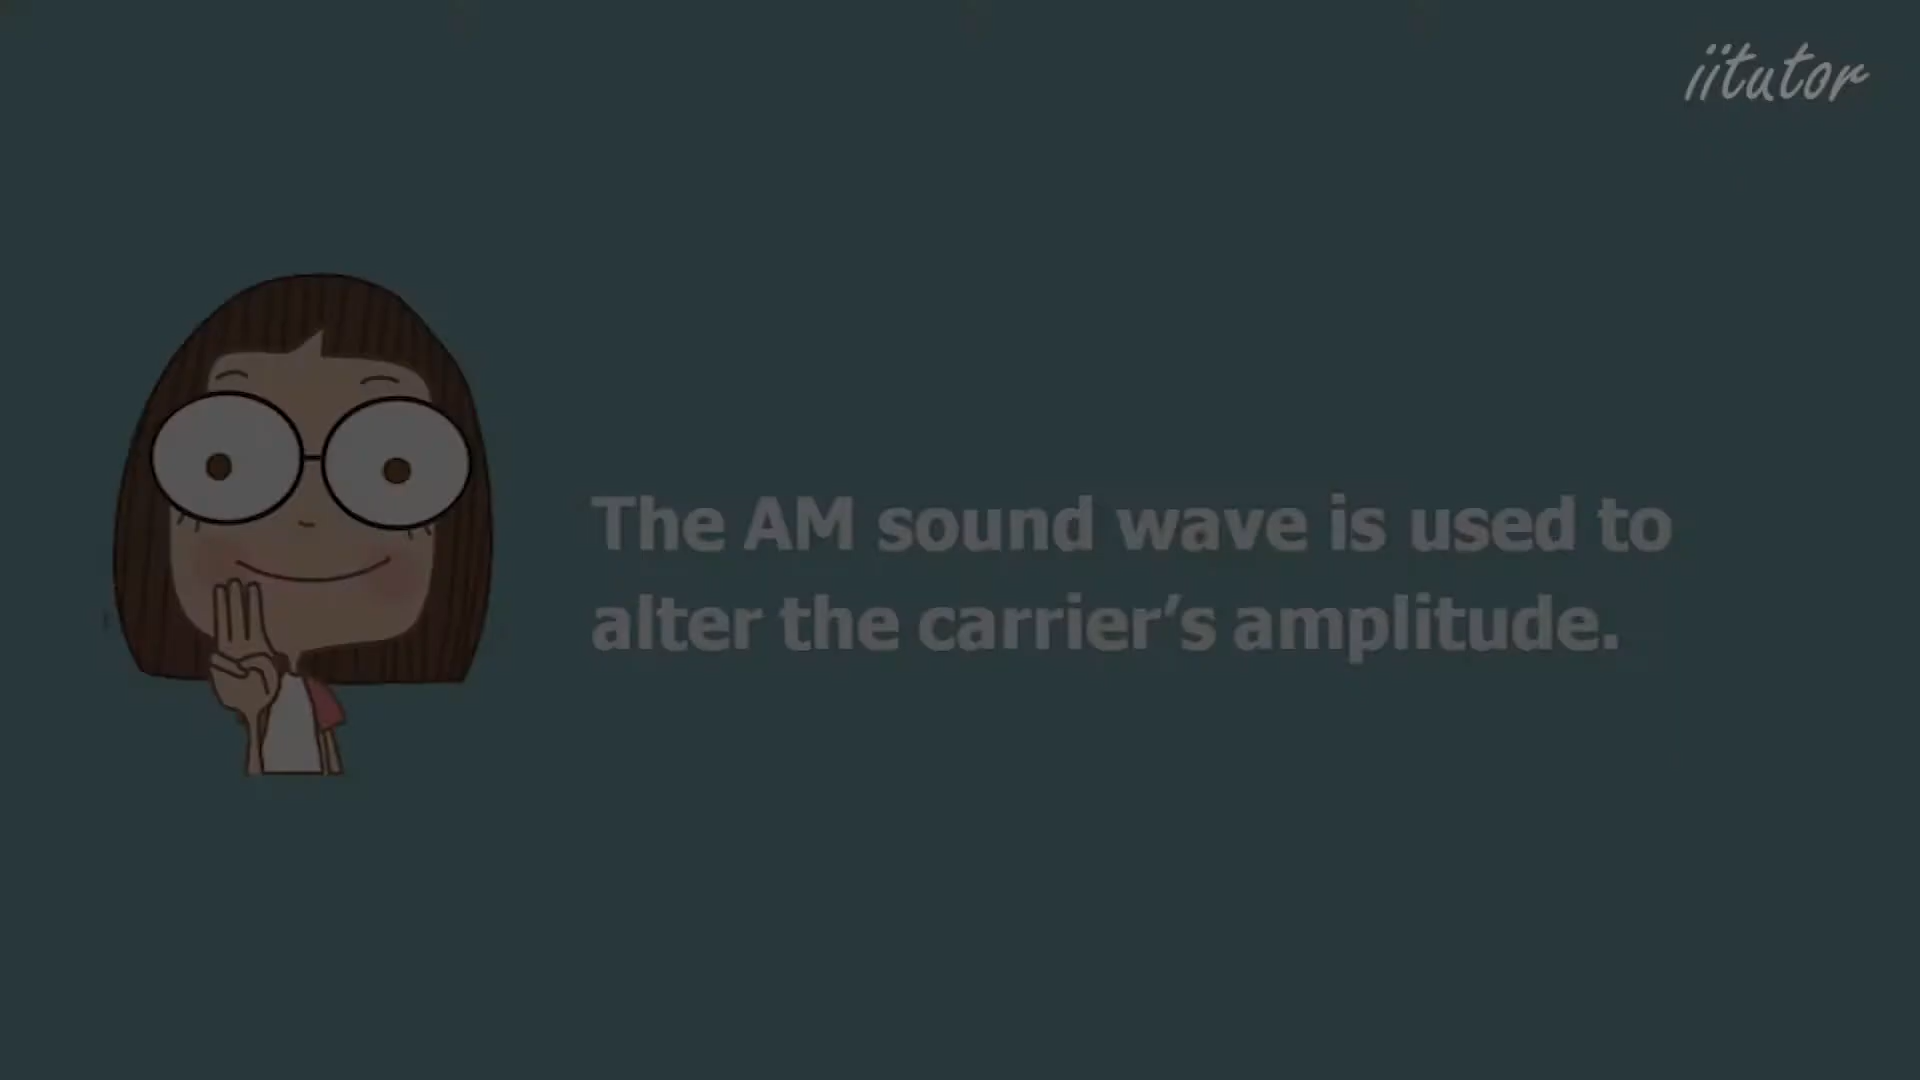 iitutor
The AM sound wave is used to
alter the carrier’s amplitude.